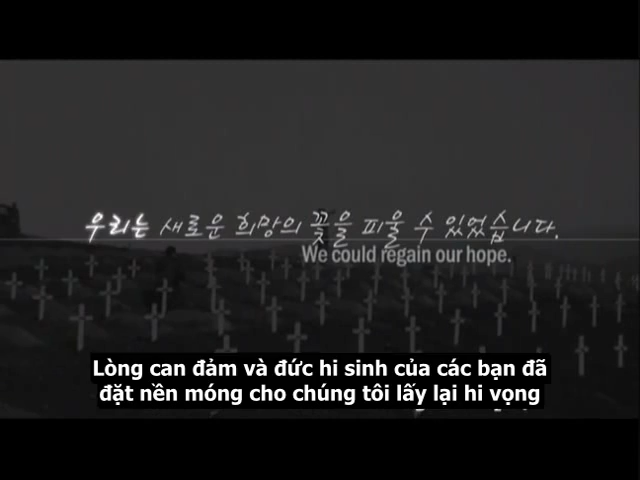 우리는 새로운 희망의 꽃을 피울 수 있었습니다.
We could regain our hope.
Lòng can đảm và đức hi sinh của các bạn đã
đặt nền móng cho chúng tôi lấy lại hi vọng